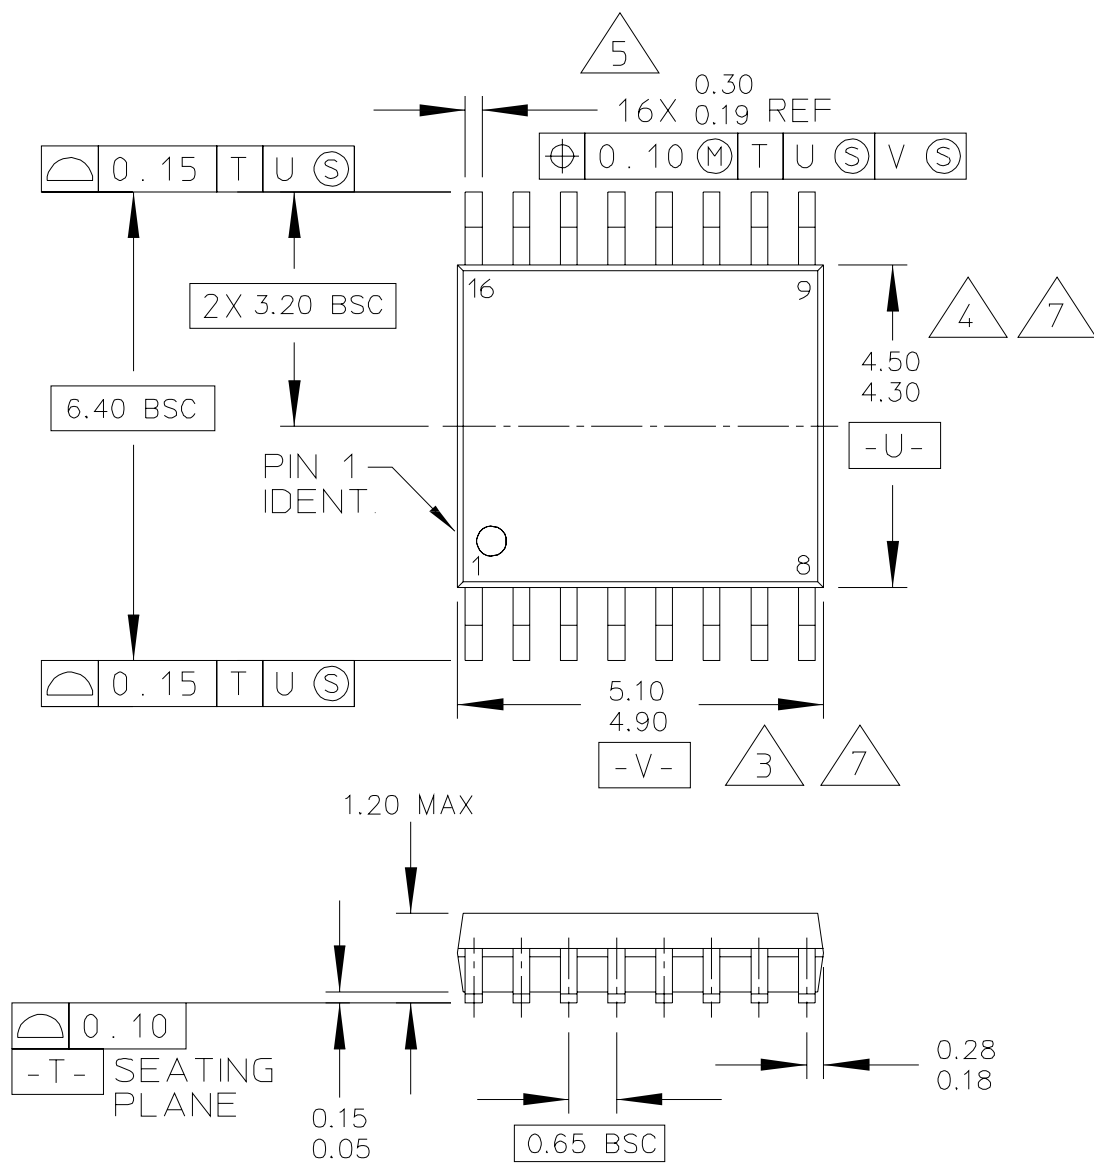 5
0.30
16X 0.19 REF
0.10 Ⓜ T U Ⓢ V Ⓢ
0.15 T U Ⓢ
16
9
2X 3.20 BSC
4 7
4.50
4.30
6.40 BSC
-U-
PIN 1
IDENT.
1
8
0.15 T U Ⓢ
5.10
4.90
-V-
3 7
1.20 MAX
0.10
-T- SEATING
PLANE
0.15
0.05
0.65 BSC
0.28
0.18